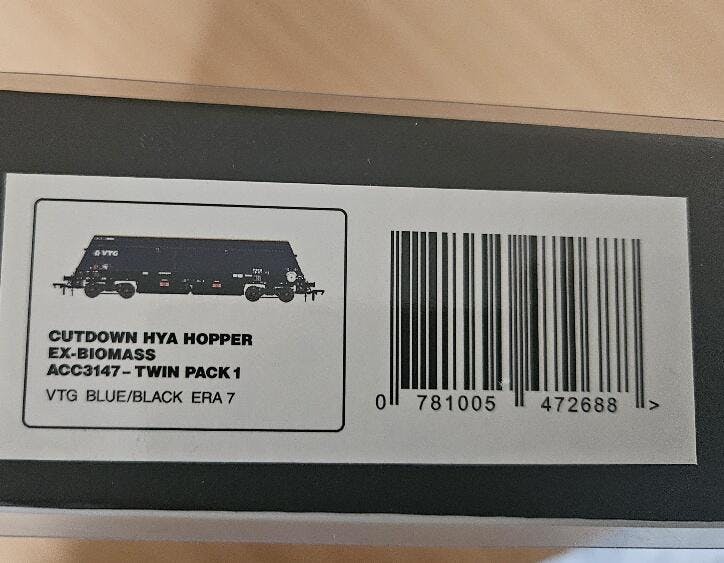 VTG
CUTDOWN HYA HOPPER
EX-BIOMASS
ACC3147 – TWIN PACK 1
VTG BLUE/BLACK ERA 7
0 781005 472688 >